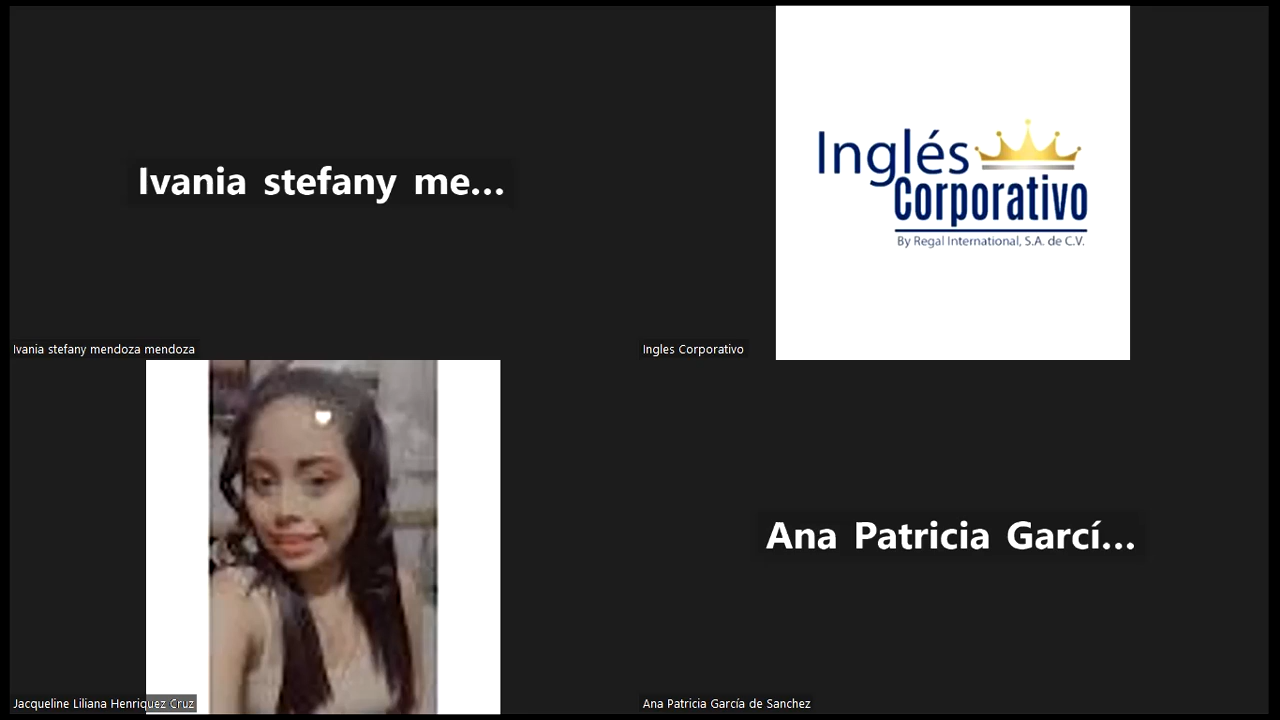 Ivania stefany me...
Ivania stefany mendoza mendoza
Inglés
Corporativo
By Regal International, S.A. de C.V.
Ingles Corporativo
Jacqueline Liliana Henriquez Cruz
Ana Patricia Garcí...
Ana Patricia García de Sanchez